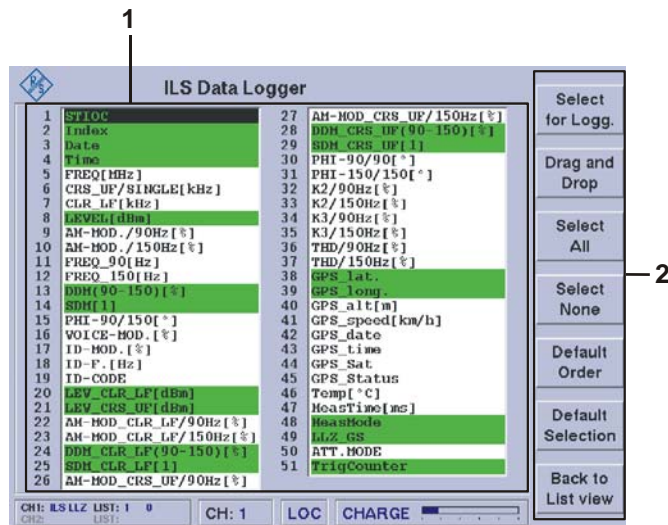 1
R/S
ILS Data Logger
1 STIOC
2 Index
3 Date
4 Time
5 FREQ[MHz]
6 CRS_UF/SINGLE[kHz]
7 CLR_LF[kHz]
8 LEVEL[dBm]
9 AM-MOD./90Hz[%]
10 AM-MOD./150Hz[%]
11 FREQ_90[Hz]
12 FREQ_150[Hz]
13 DDM(90-150)[%]
14 SDM[1]
15 PHI-90/150[°]
16 VOICE-MOD.[%]
17 ID-MOD.[%]
18 ID-F.[Hz]
19 ID-CODE
20 LEV_CLR_LF[dBm]
21 LEV_CRS_UF[dBm]
22 AM-MOD_CLR_LF/90Hz[%]
23 AM-MOD_CLR_LF/150Hz[%]
24 DDM_CLR_LF(90-150)[%]
25 SDM_CLR_LF[1]
26 AM-MOD_CRS_UF/90Hz[%]
27 AM-MOD_CRS_UF/150Hz[%]
28 DDM_CRS_UF(90-150)[%]
29 SDM_CRS_UF[1]
30 PHI-90/90[°]
31 PHI-150/150[°]
32 K2/90Hz[%]
33 K2/150Hz[%]
34 K3/90Hz[%]
35 K3/150Hz[%]
36 THD/90Hz[%]
37 THD/150Hz[%]
38 GPS_lat.
39 GPS_long.
40 GPS_alt[m]
41 GPS_speed[km/h]
42 GPS_date
43 GPS_time
44 GPS_Sat
45 GPS_Status
46 Temp[°C]
47 MeasTime[ms]
48 MeasMode
49 LLZ_GS
50 ATT.MODE
51 TrigCounter
Select
for Logg.
Drag and
Drop
Select
All
Select
None
Default
Order
Default
Selection
Back to
List view
2
CH1: ILS LLZ LIST: 1 0
CH2: LIST:
CH: 1
LOC
CHARGE